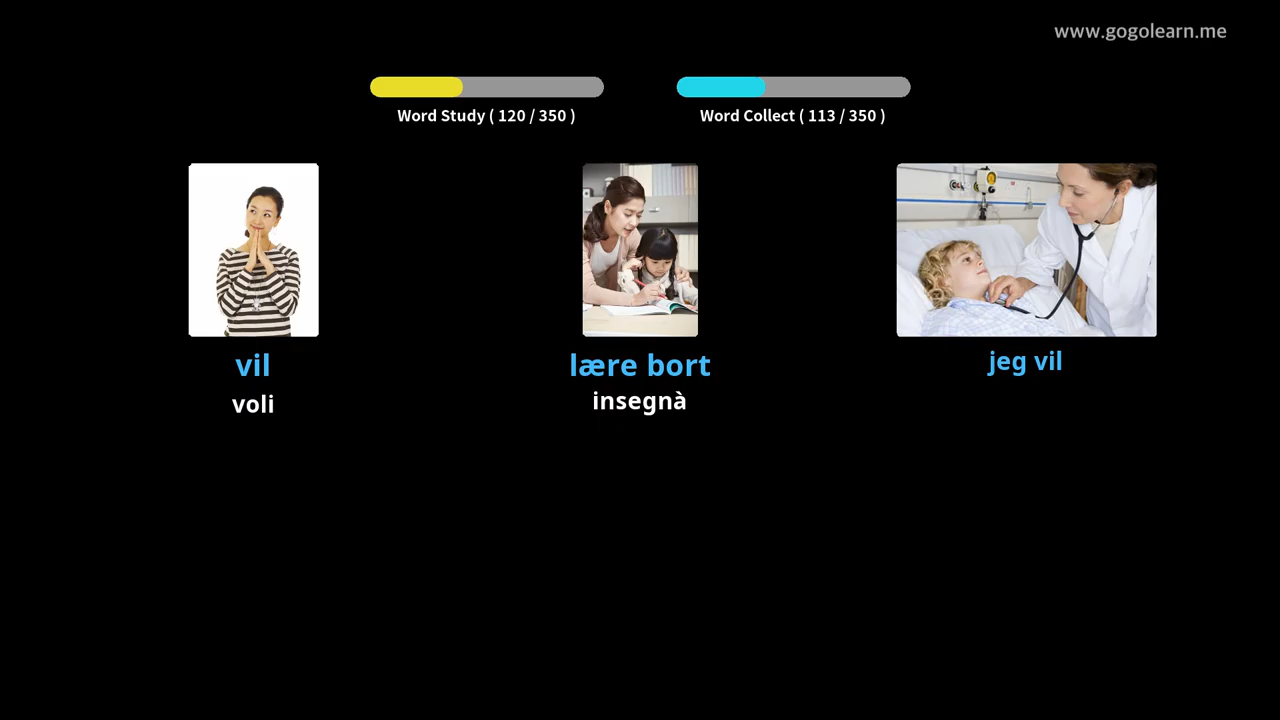 www.gogolearn.me
Word Study ( 120 / 350 )
Word Collect ( 113 / 350 )
vil
voli
lære bort
insegnà
jeg vil